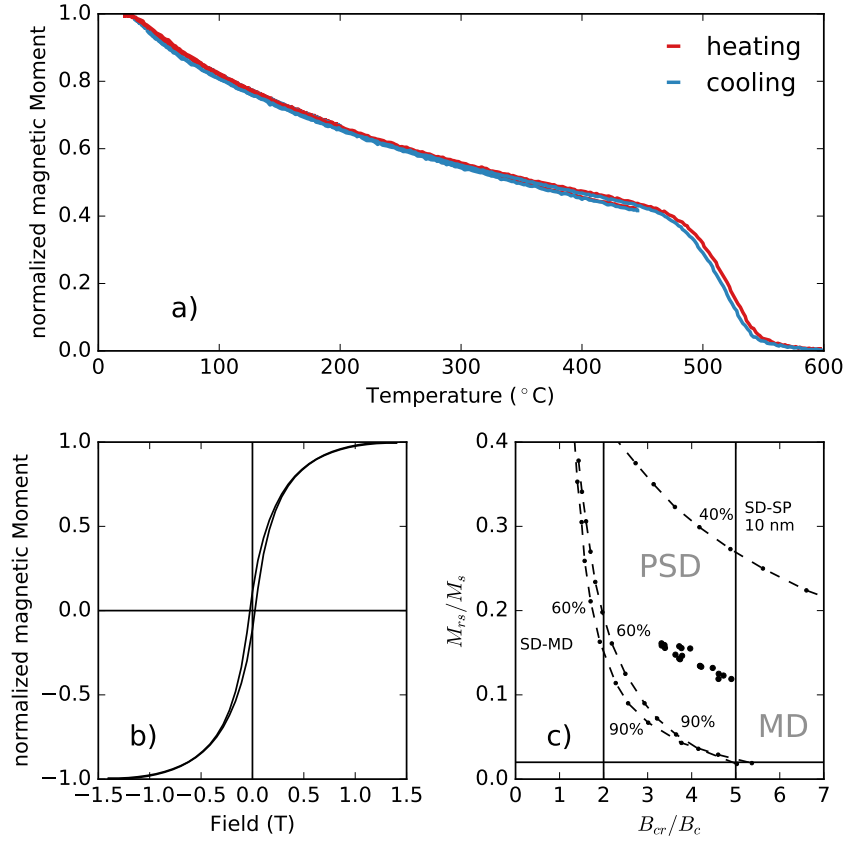 1.0
0.8
0.6
0.4
0.2
0.0
normalized magnetic Moment
heating
cooling
a)
0 100 200 300 400 500 600
Temperature (°C)
1.0
0.5
0.0
−0.5
−1.0
normalized magnetic Moment
b)
−1.5 −1.0 −0.5 0.0 0.5 1.0 1.5
Field (T)
0.4
0.3
0.2
0.1
0.0
M_rs/M_s
40%
SD-SP
10 nm
PSD
60%
60%
SD-MD
90%
90%
MD
c)
0 1 2 3 4 5 6 7
B_cr/B_c